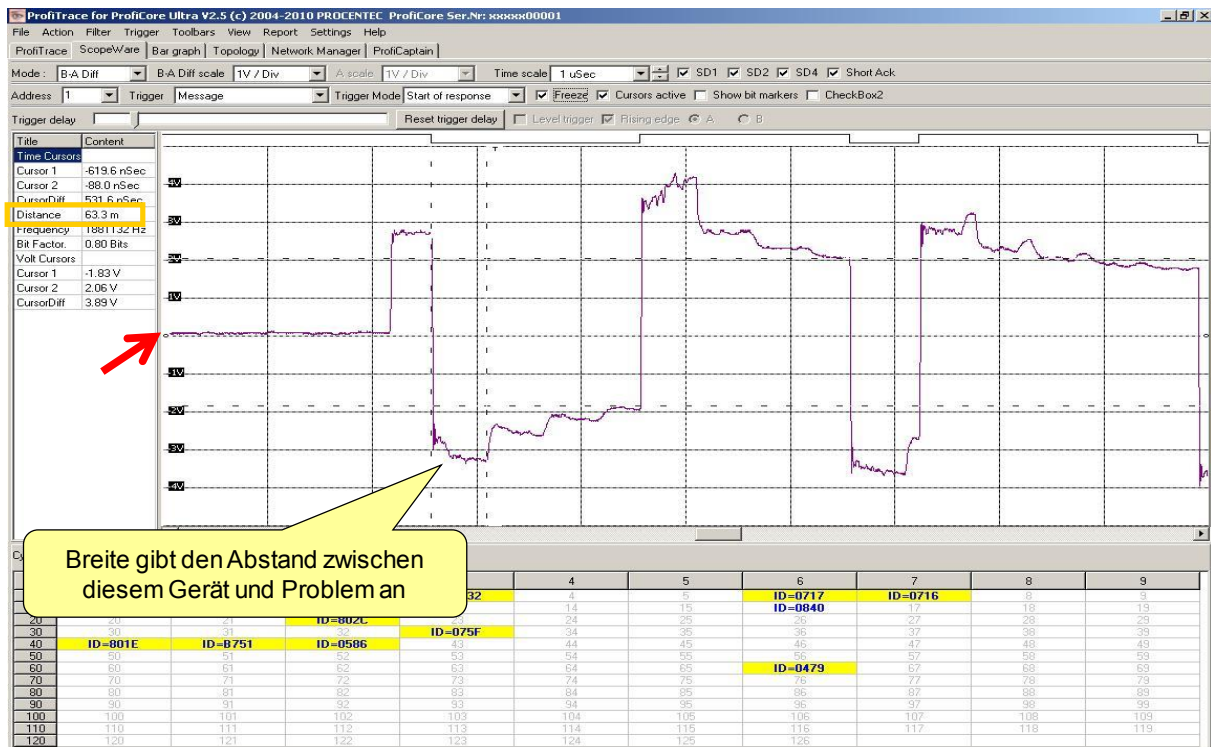 ProfiTrace for ProfiCore Ultra V2.5 (c) 2004-2010 PROCENTEC ProfiCore Ser.Nr: xxxxx00001
File Action Filter Trigger Toolbars View Report Settings Help
ProfiTrace ScopeWare Bar graph Topology Network Manager ProfiCaptain
Mode : B-A Diff B-A Diff scale 1V / Div A scale 1V / Div Time scale 1 uSec SD1 SD2 SD4 Short Ack
Address 1 Trigger Message Trigger Mode Start of response Freeze Cursors active Show bit markers CheckBox2
Trigger delay Reset trigger delay Level trigger Rising edge A B
Title Content
Time Cursors
Cursor 1 -619.6 nSec
Cursor 2 -88.0 nSec
CursorDiff 531.6 nSec
Distance 63.3 m
Frequency 1881132 Hz
Bit Factor. 0.80 Bits
Volt Cursors
Cursor 1 -1.83 V
Cursor 2 2.06 V
CursorDiff 3.89 V
T
4V
3V
2V
1V
0 0
-1V
-2V
-3V
-4V
Breite gibt den Abstand zwischen
diesem Gerät und Problem an
4 5 6 7 8 9
32 4 5 ID=0717 ID=0716 8 9
14 15 ID=0840 17 18 19
20 20 21 ID=802C 23 24 25 26 27 28 29
30 30 31 32 ID=075F 34 35 36 37 38 39
40 ID=801E ID=B751 ID=0586 43 44 45 46 47 48 49
50 50 51 52 53 54 55 56 57 58 59
60 60 61 62 63 64 65 ID=0479 67 68 69
70 70 71 72 73 74 75 76 77 78 79
80 80 81 82 83 84 85 86 87 88 89
90 90 91 92 93 94 95 96 97 98 99
100 100 101 102 103 104 105 106 107 108 109
110 110 111 112 113 114 115 116 117 118 119
120 120 121 122 123 124 125 126